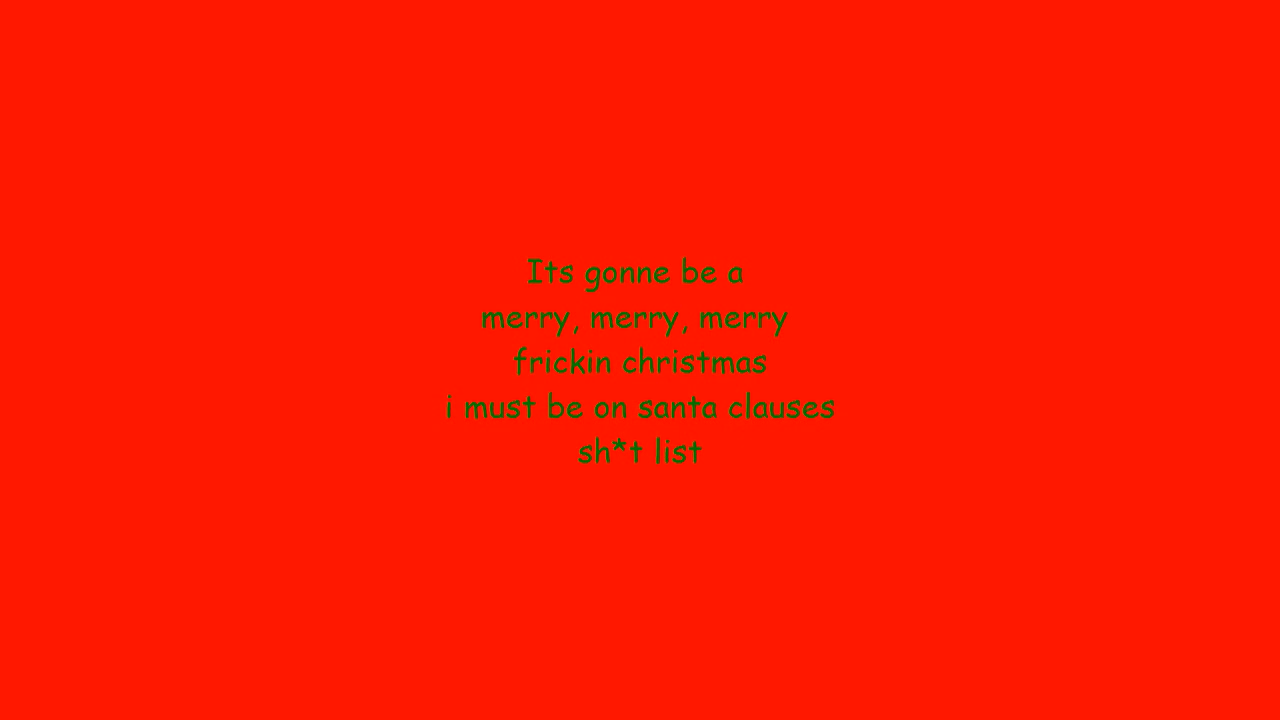 Its gonne be a
merry, merry, merry
frickin christmas
i must be on santa clauses
sh*t list